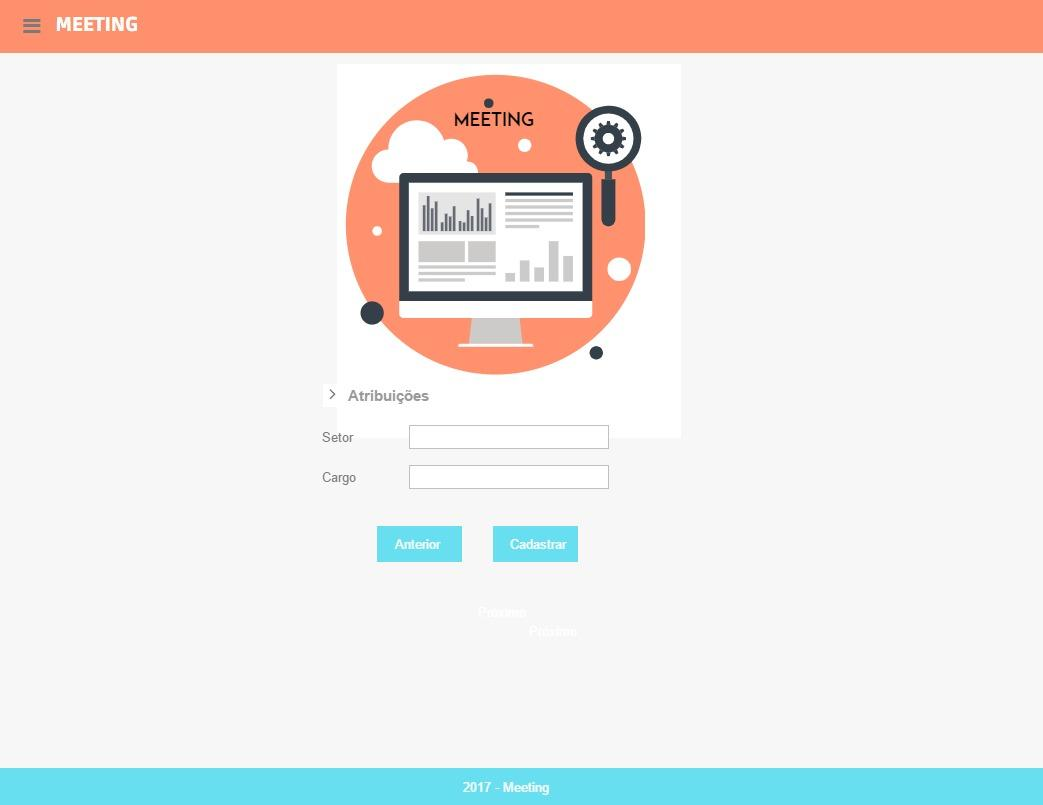 MEETING
MEETING
Atribuições
Setor
Cargo
Anterior Cadastrar
Próximo
Próximo
2017 - Meeting